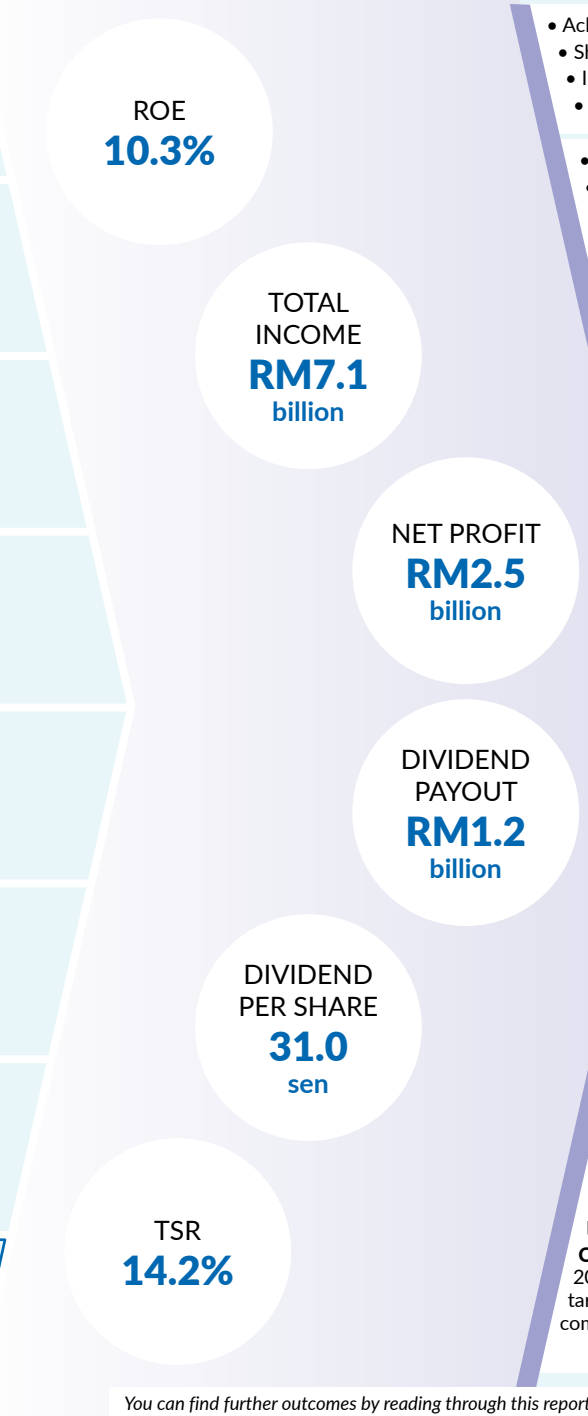 ROE
10.3%
TOTAL
INCOME
RM7.1
billion
NET PROFIT
RM2.5
billion
DIVIDEND
PAYOUT
RM1.2
billion
DIVIDEND
PER SHARE
31.0
sen
TSR
14.2%
You can find further outcomes by reading through this report